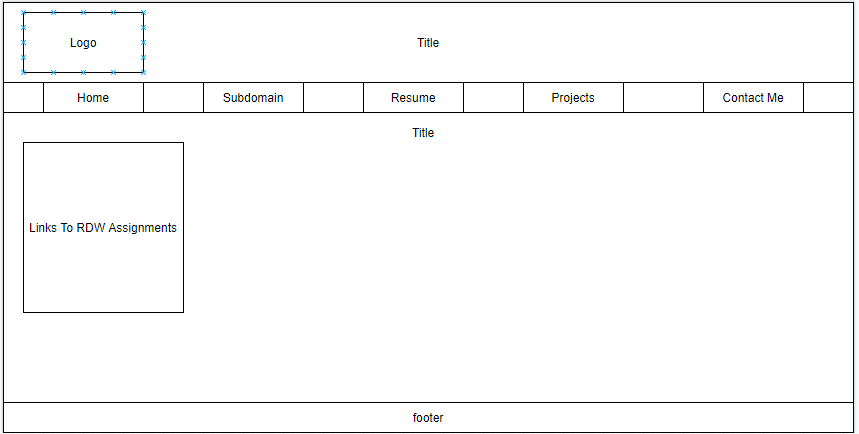 Logo
Title
Home
Subdomain
Resume
Projects
Contact Me
Title
Links To RDW Assignments
footer